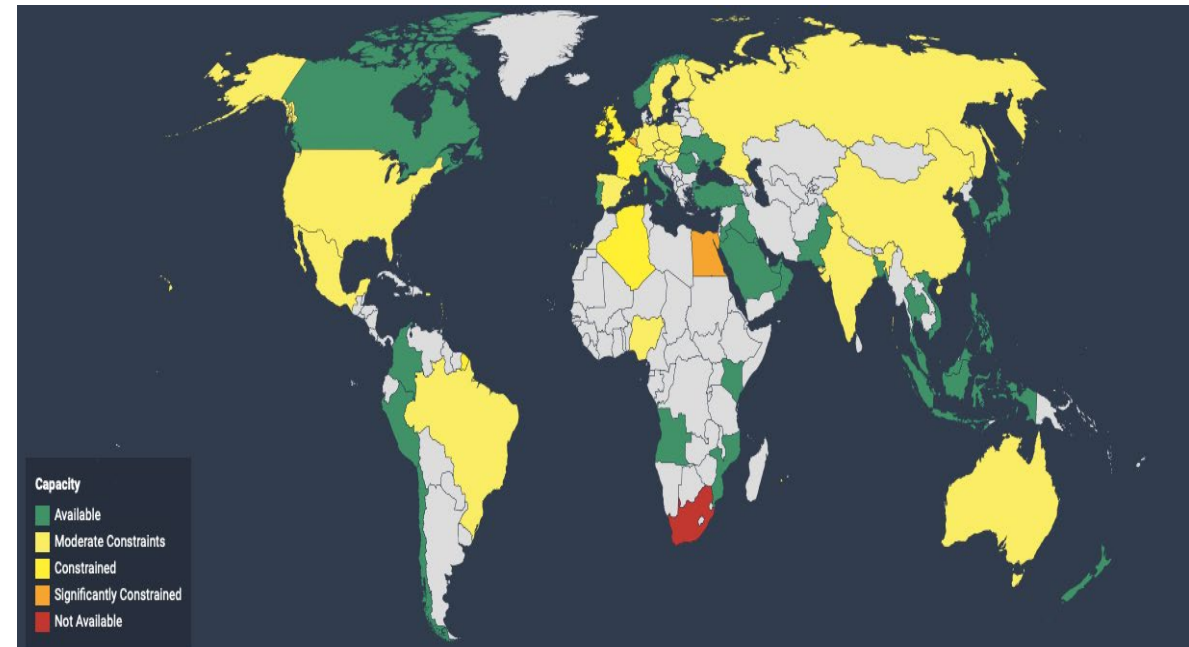 Capacity
Available
Moderate Constraints
Constrained
Significantly Constrained
Not Available